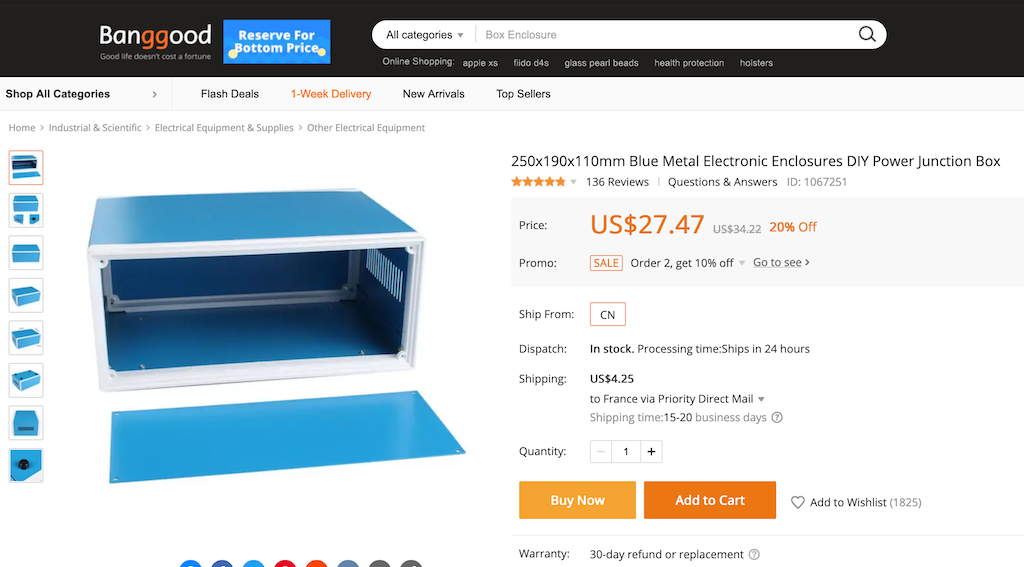 Banggood
Good life doesn't cost a fortune
Reserve For
Bottom Price
All categories
Box Enclosure
Online Shopping: apple xs fiido d4s glass pearl beads health protection holsters
Shop All Categories
Flash Deals 1-Week Delivery New Arrivals Top Sellers
Home > Industrial & Scientific > Electrical Equipment & Supplies > Other Electrical Equipment
250x190x110mm Blue Metal Electronic Enclosures DIY Power Junction Box
136 Reviews Questions & Answers ID: 1067251
Price: US$27.47 US$34.22 20% Off
Promo: SALE Order 2, get 10% off Go to see >
Ship From: CN
Dispatch: In stock. Processing time:Ships in 24 hours
Shipping: US$4.25
to France via Priority Direct Mail
Shipping time:15-20 business days ?
Quantity: − 1 +
Buy Now Add to Cart Add to Wishlist (1825)
Warranty: 30-day refund or replacement ?